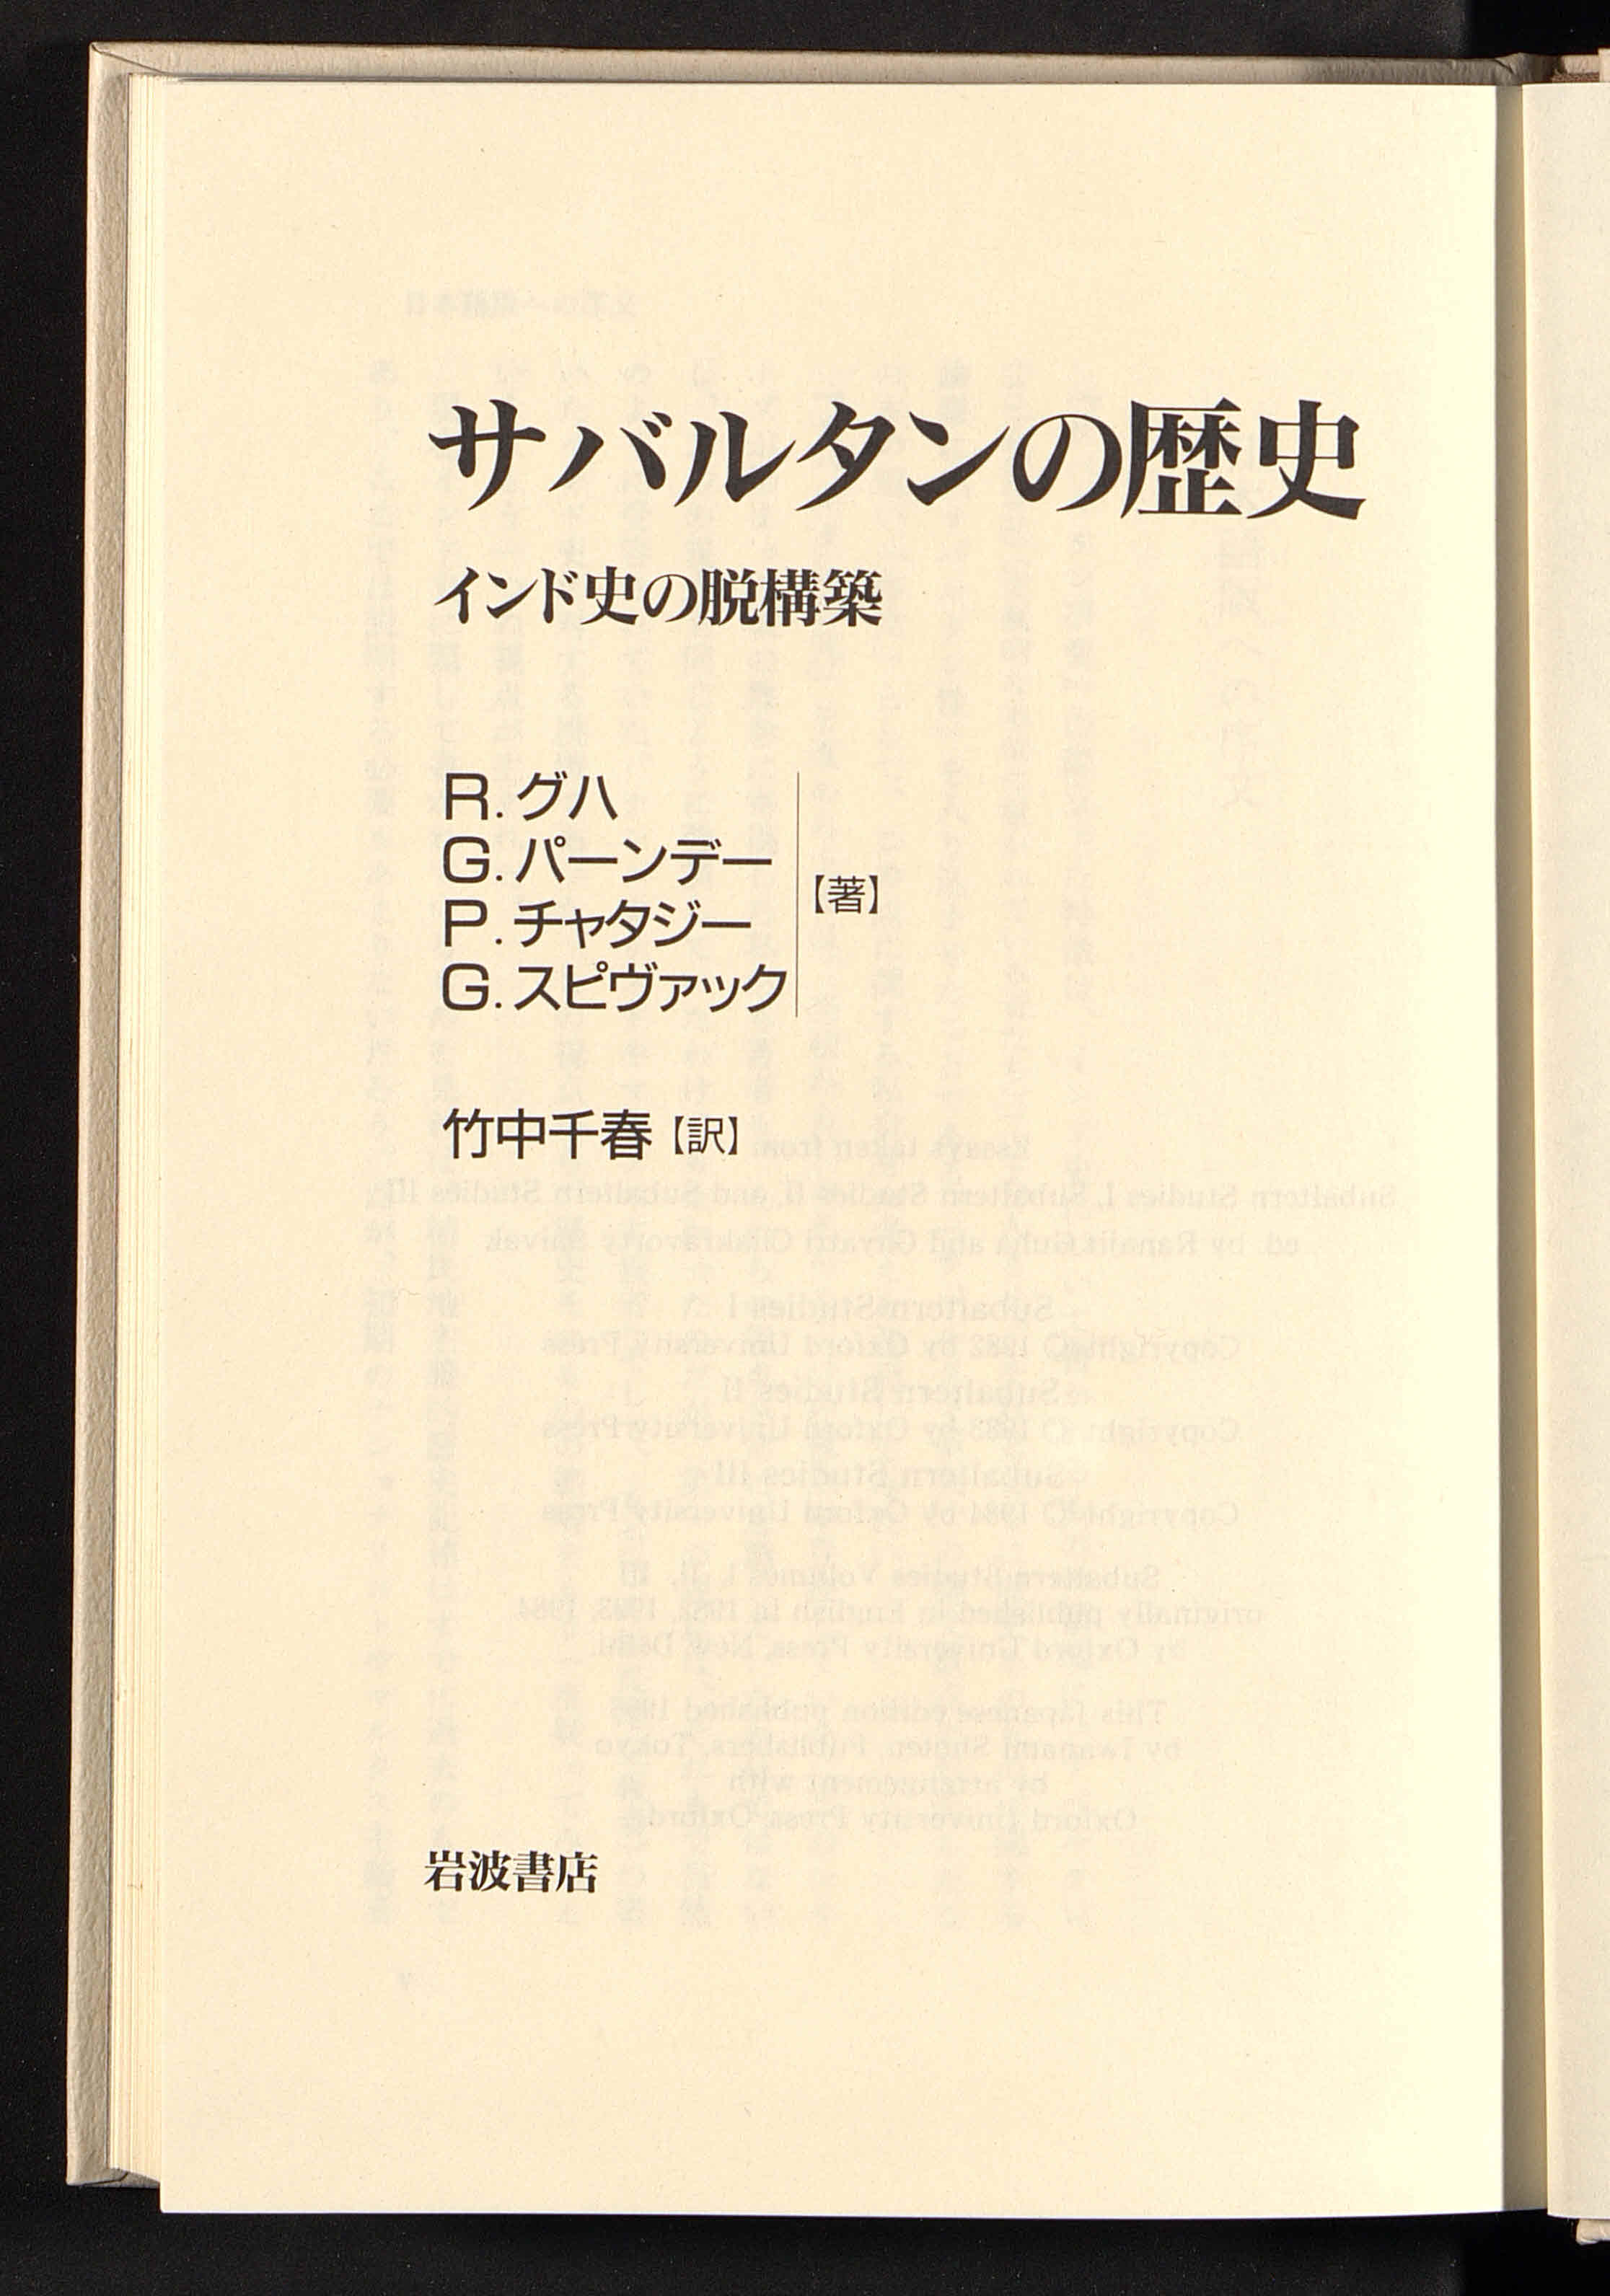 サバルタンの歴史
インド史の脱構築
R.グハ
G.パーンデー
P.チャタジー
G.スピヴァック
【著】
竹中千春【訳】
岩波書店